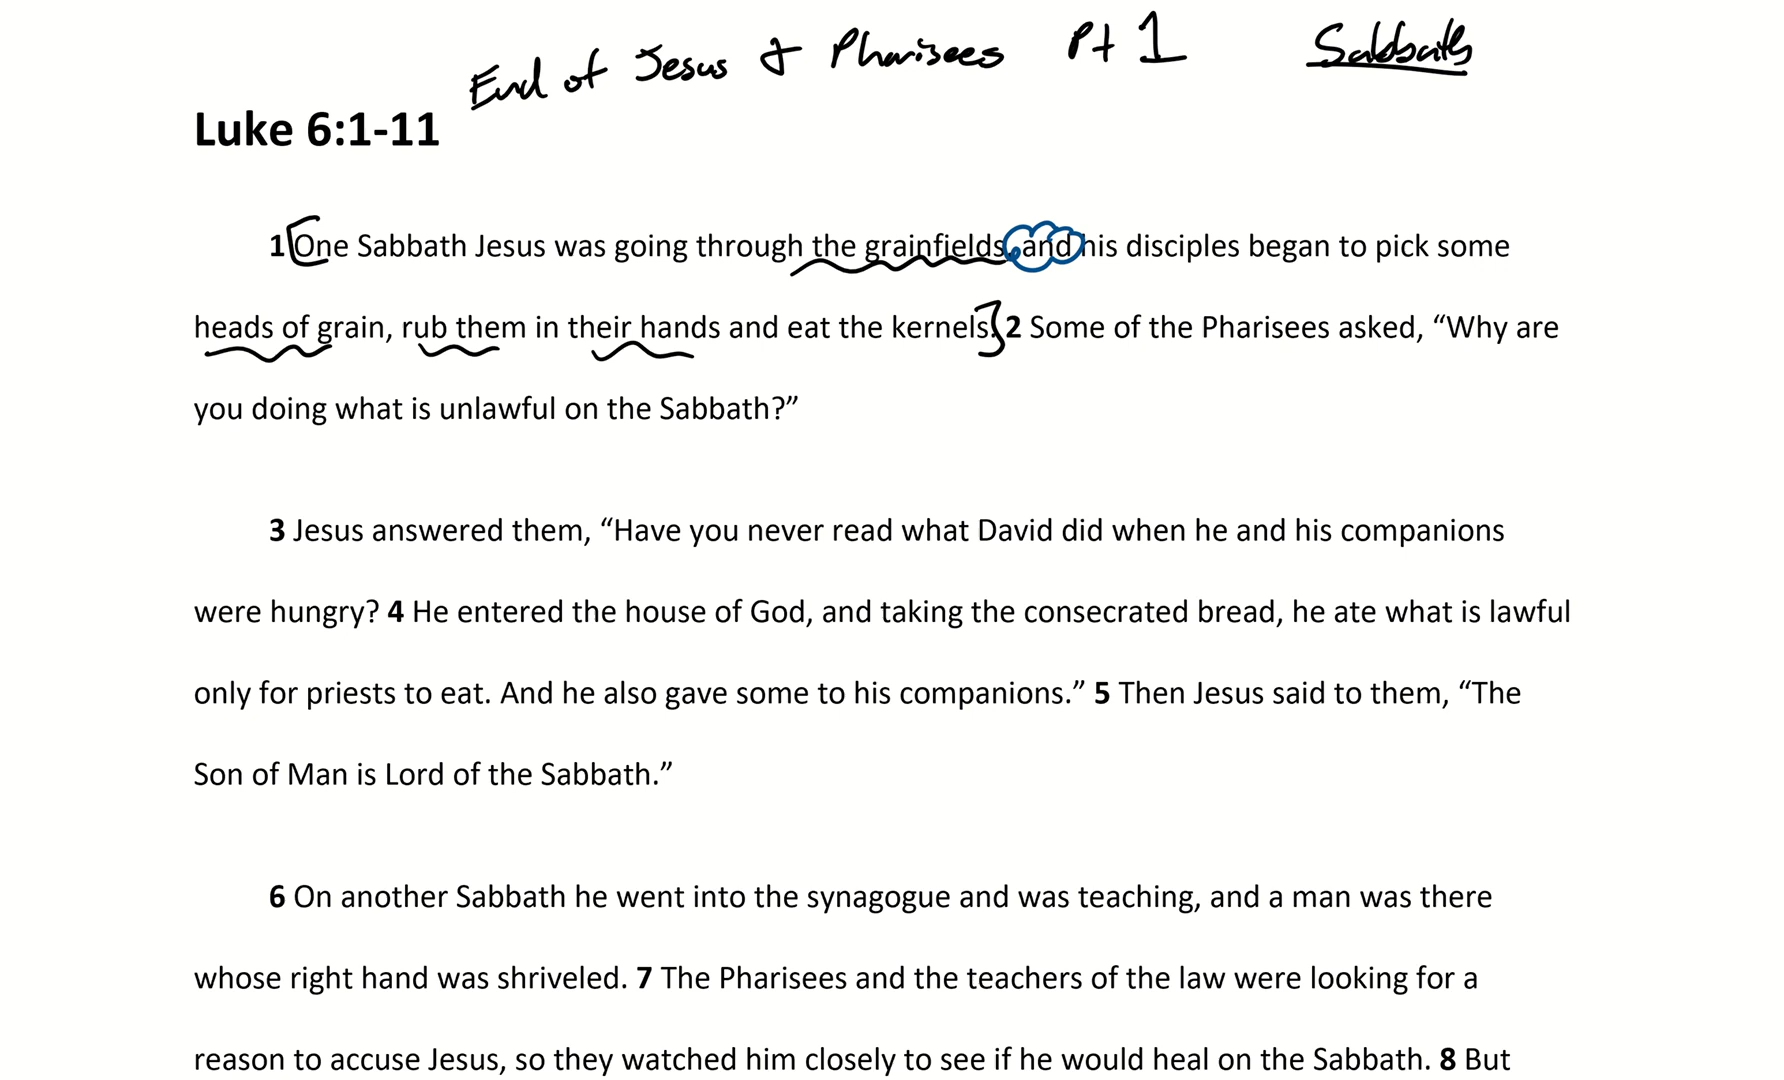 End of Jesus & Pharisees Pt 1 Sabbath
Luke 6:1-11
1 One Sabbath Jesus was going through the grainfields, and his disciples began to pick some
heads of grain, rub them in their hands and eat the kernels. 2 Some of the Pharisees asked, “Why are
you doing what is unlawful on the Sabbath?”
3 Jesus answered them, “Have you never read what David did when he and his companions
were hungry? 4 He entered the house of God, and taking the consecrated bread, he ate what is lawful
only for priests to eat. And he also gave some to his companions.” 5 Then Jesus said to them, “The
Son of Man is Lord of the Sabbath.”
6 On another Sabbath he went into the synagogue and was teaching, and a man was there
whose right hand was shriveled. 7 The Pharisees and the teachers of the law were looking for a
reason to accuse Jesus, so they watched him closely to see if he would heal on the Sabbath. 8 But